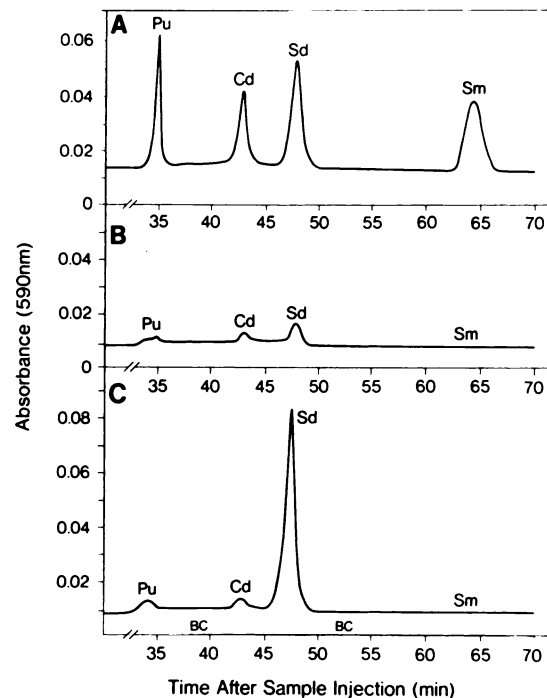 A
Pu
Cd
Sd
Sm
0.06
0.04
0.02
0
35 40 45 50 55 60 65 70
B
Pu
Cd
Sd
Sm
0.04
0.02
0
35 40 45 50 55 60 65 70
C
Pu
Cd
Sd
Sm
0.08
0.06
0.04
0.02
BC BC
35 40 45 50 55 60 65 70
Absorbance (590nm)
Time After Sample Injection (min)